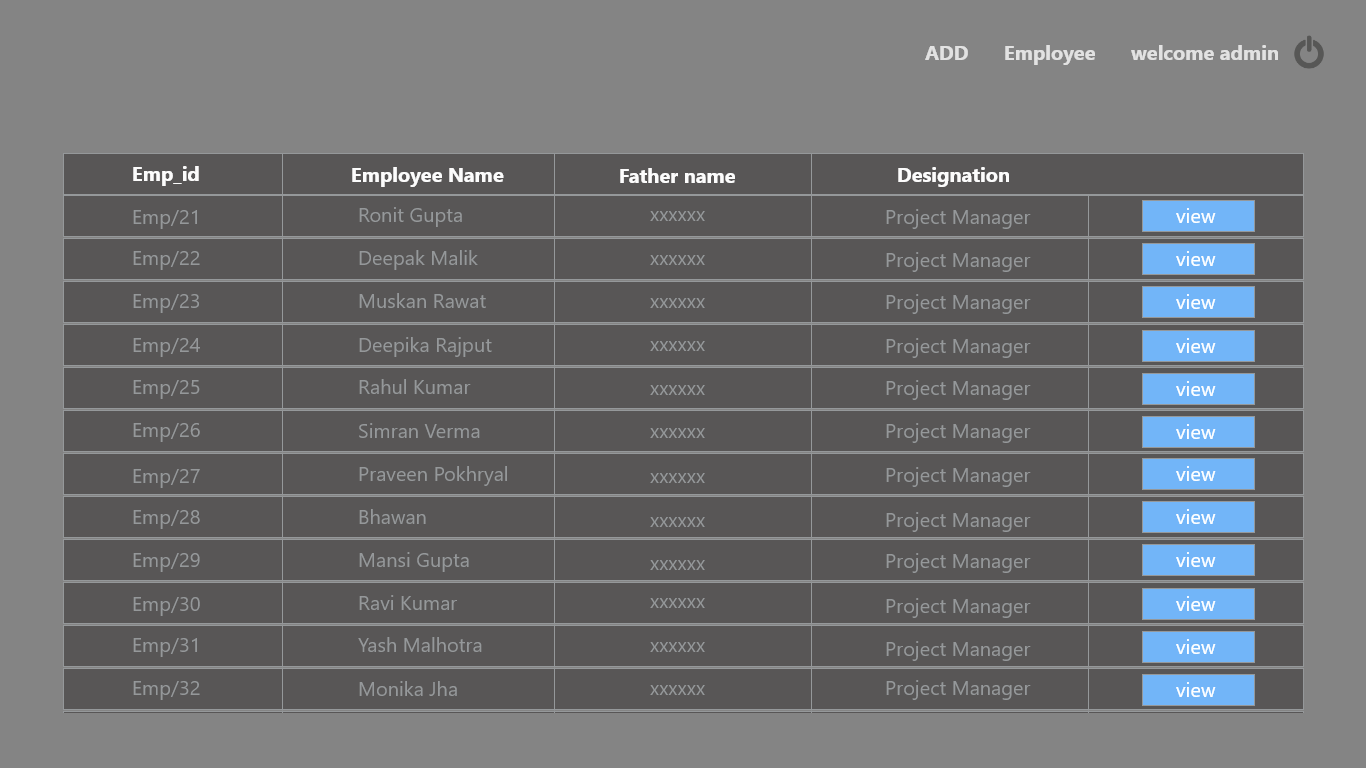 ADD Employee welcome admin
Emp_id Employee Name Father name Designation
Emp/21 Ronit Gupta xxxxxx Project Manager view
Emp/22 Deepak Malik xxxxxx Project Manager view
Emp/23 Muskan Rawat xxxxxx Project Manager view
Emp/24 Deepika Rajput xxxxxx Project Manager view
Emp/25 Rahul Kumar xxxxxx Project Manager view
Emp/26 Simran Verma xxxxxx Project Manager view
Emp/27 Praveen Pokhryal xxxxxx Project Manager view
Emp/28 Bhawan xxxxxx Project Manager view
Emp/29 Mansi Gupta xxxxxx Project Manager view
Emp/30 Ravi Kumar xxxxxx Project Manager view
Emp/31 Yash Malhotra xxxxxx Project Manager view
Emp/32 Monika Jha xxxxxx Project Manager view